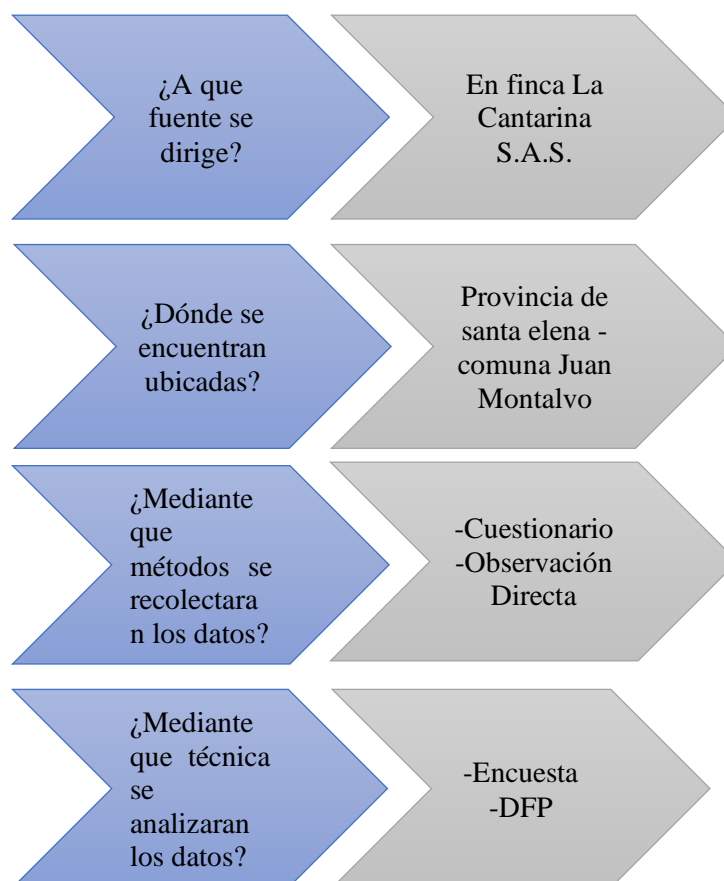 ¿A que
fuente se
dirige?
En finca La
Cantarina
S.A.S.
¿Dónde se
encuentran
ubicadas?
Provincia de
santa elena -
comuna Juan
Montalvo
¿Mediante
que
métodos se
recolectara
n los datos?
-Cuestionario
-Observación
Directa
¿Mediante
que técnica
se
analizaran
los datos?
-Encuesta
-DFP